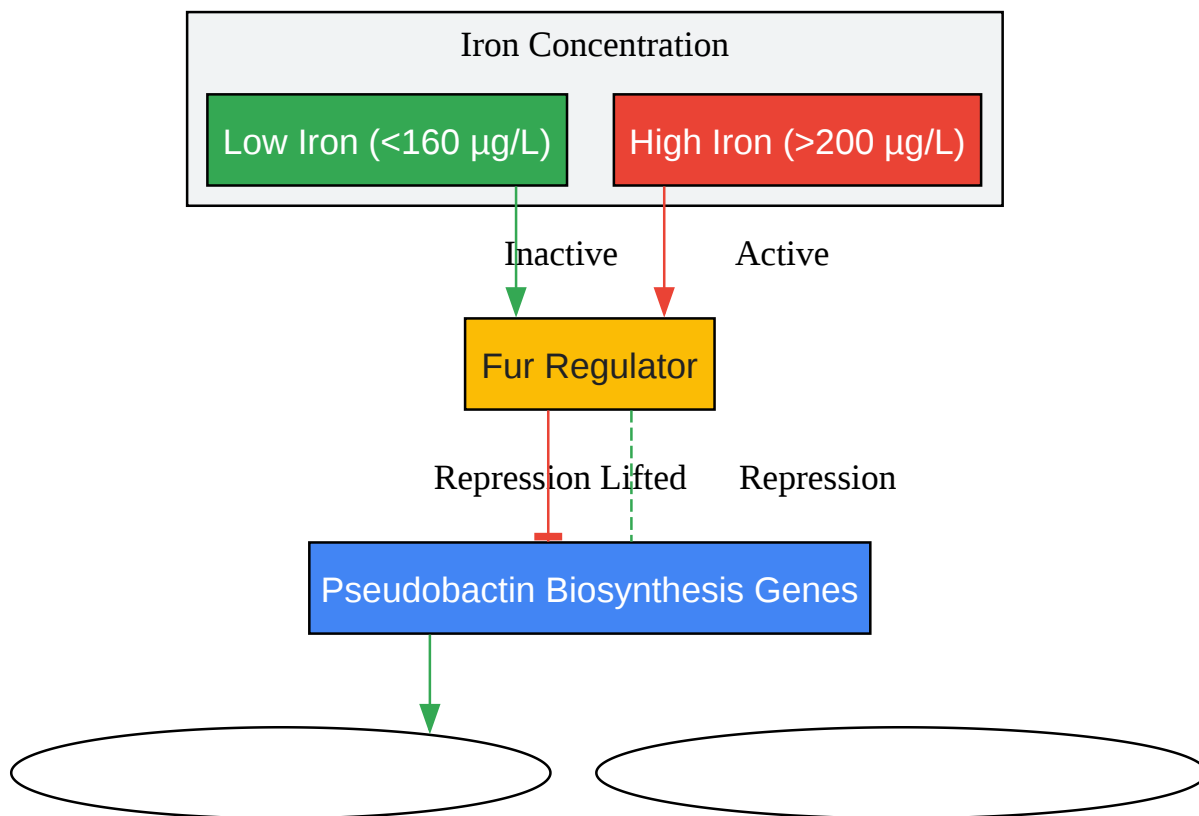 Iron Concentration
Low Iron (<160 µg/L)
High Iron (>200 µg/L)
Inactive
Active
Fur Regulator
Repression Lifted
Repression
Pseudobactin Biosynthesis Genes